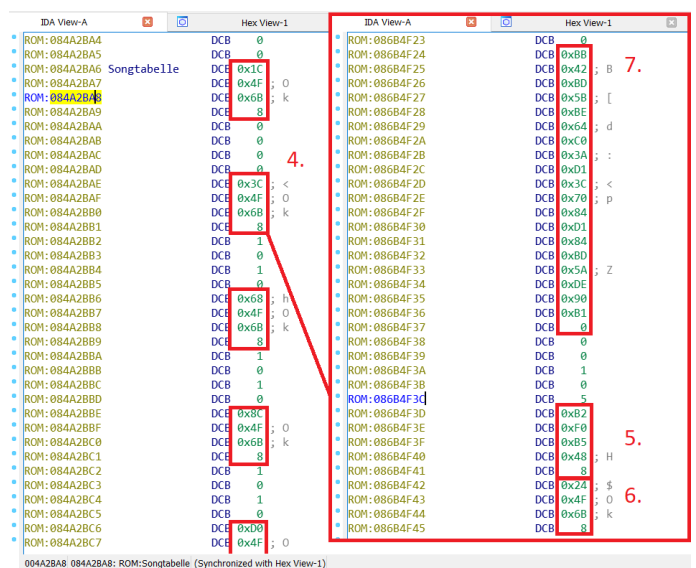 IDA View-A
Hex View-1
ROM:084A2BA4 DCB 0
ROM:084A2BA5 DCB 0
ROM:084A2BA6 Songtabelle DCB 0x1C
ROM:084A2BA7 DCB 0x4F ; O
ROM:084A2BA8 DCB 0x6B ; k
ROM:084A2BA9 DCB 8
ROM:084A2BAA DCB 0
ROM:084A2BAB DCB 0
ROM:084A2BAC DCB 0
ROM:084A2BAD DCB 0
4.
ROM:084A2BAE DCB 0x3C ; <
ROM:084A2BAF DCB 0x4F ; O
ROM:084A2BB0 DCB 0x6B ; k
ROM:084A2BB1 DCB 8
ROM:084A2BB2 DCB 1
ROM:084A2BB3 DCB 0
ROM:084A2BB4 DCB 1
ROM:084A2BB5 DCB 0
ROM:084A2BB6 DCB 0x68 ; h
ROM:084A2BB7 DCB 0x4F ; O
ROM:084A2BB8 DCB 0x6B ; k
ROM:084A2BB9 DCB 8
ROM:084A2BBA DCB 1
ROM:084A2BBB DCB 0
ROM:084A2BBC DCB 1
ROM:084A2BBD DCB 0
ROM:084A2BBE DCB 0x8C
ROM:084A2BBF DCB 0x4F ; O
ROM:084A2BC0 DCB 0x6B ; k
ROM:084A2BC1 DCB 8
ROM:084A2BC2 DCB 1
ROM:084A2BC3 DCB 0
ROM:084A2BC4 DCB 1
ROM:084A2BC5 DCB 0
ROM:084A2BC6 DCB 0xD0
ROM:084A2BC7 DCB 0x4F ; O
004A2BA8 084A2BA8: ROM:Songtabelle (Synchronized with Hex View-1)
IDA View-A
Hex View-1
ROM:086B4F23 DCB 0
ROM:086B4F24 DCB 0xBB
ROM:086B4F25 DCB 0x42 ; B
7.
ROM:086B4F26 DCB 0xBD
ROM:086B4F27 DCB 0x5B ; [
ROM:086B4F28 DCB 0xBE
ROM:086B4F29 DCB 0x64 ; d
ROM:086B4F2A DCB 0xC0
ROM:086B4F2B DCB 0x3A ; :
ROM:086B4F2C DCB 0xD1
ROM:086B4F2D DCB 0x3C ; <
ROM:086B4F2E DCB 0x70 ; p
ROM:086B4F2F DCB 0x84
ROM:086B4F30 DCB 0xD1
ROM:086B4F31 DCB 0x84
ROM:086B4F32 DCB 0xBD
ROM:086B4F33 DCB 0x5A ; Z
ROM:086B4F34 DCB 0xDE
ROM:086B4F35 DCB 0x90
ROM:086B4F36 DCB 0xB1
ROM:086B4F37 DCB 0
ROM:086B4F38 DCB 0
ROM:086B4F39 DCB 0
ROM:086B4F3A DCB 1
ROM:086B4F3B DCB 0
ROM:086B4F3C DCB 5
ROM:086B4F3D DCB 0xB2
ROM:086B4F3E DCB 0xF0
ROM:086B4F3F DCB 0xB5
5.
ROM:086B4F40 DCB 0x48 ; H
ROM:086B4F41 DCB 8
ROM:086B4F42 DCB 0x24 ; $
ROM:086B4F43 DCB 0x4F ; O
6.
ROM:086B4F44 DCB 0x6B ; k
ROM:086B4F45 DCB 8